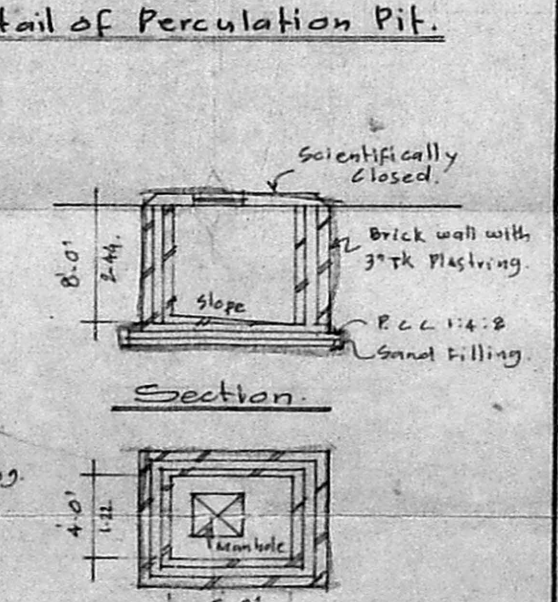 tail of Perculation Pit.
Scientifically
Closed.
8'-0"
2.44.
Brick wall with
3" Tk Plastring.
Slope
P.C.C 1:4:8
Sand Filling.
Section.
4'-0"
1.22
Manhole